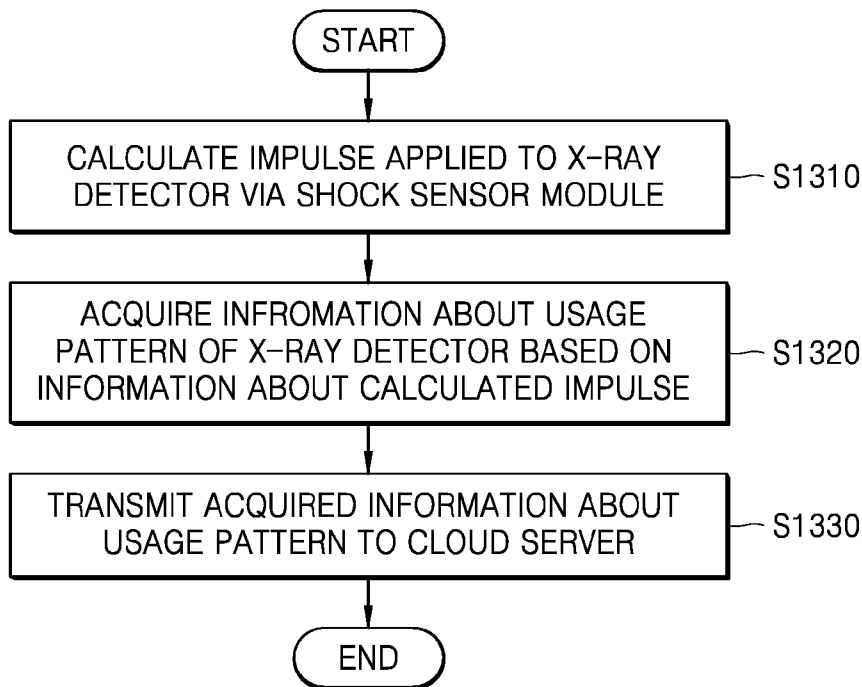 START
CALCULATE IMPULSE APPLIED TO X-RAY
DETECTOR VIA SHOCK SENSOR MODULE
S1310
ACQUIRE INFROMATION ABOUT USAGE
PATTERN OF X-RAY DETECTOR BASED ON
INFORMATION ABOUT CALCULATED IMPULSE
S1320
TRANSMIT ACQUIRED INFORMATION ABOUT
USAGE PATTERN TO CLOUD SERVER
S1330
END